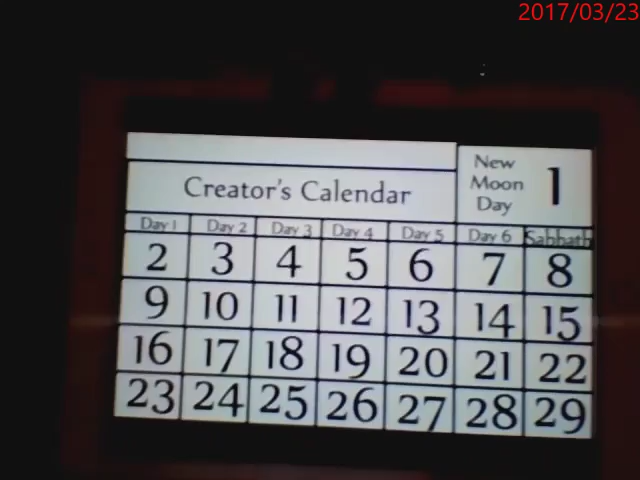 2017/03/23
New
Moon
Day
1
Creator's Calendar
Day 1 Day 2 Day 3 Day 4 Day 5 Day 6 Sabbath
2 3 4 5 6 7 8
9 10 11 12 13 14 15
16 17 18 19 20 21 22
23 24 25 26 27 28 29